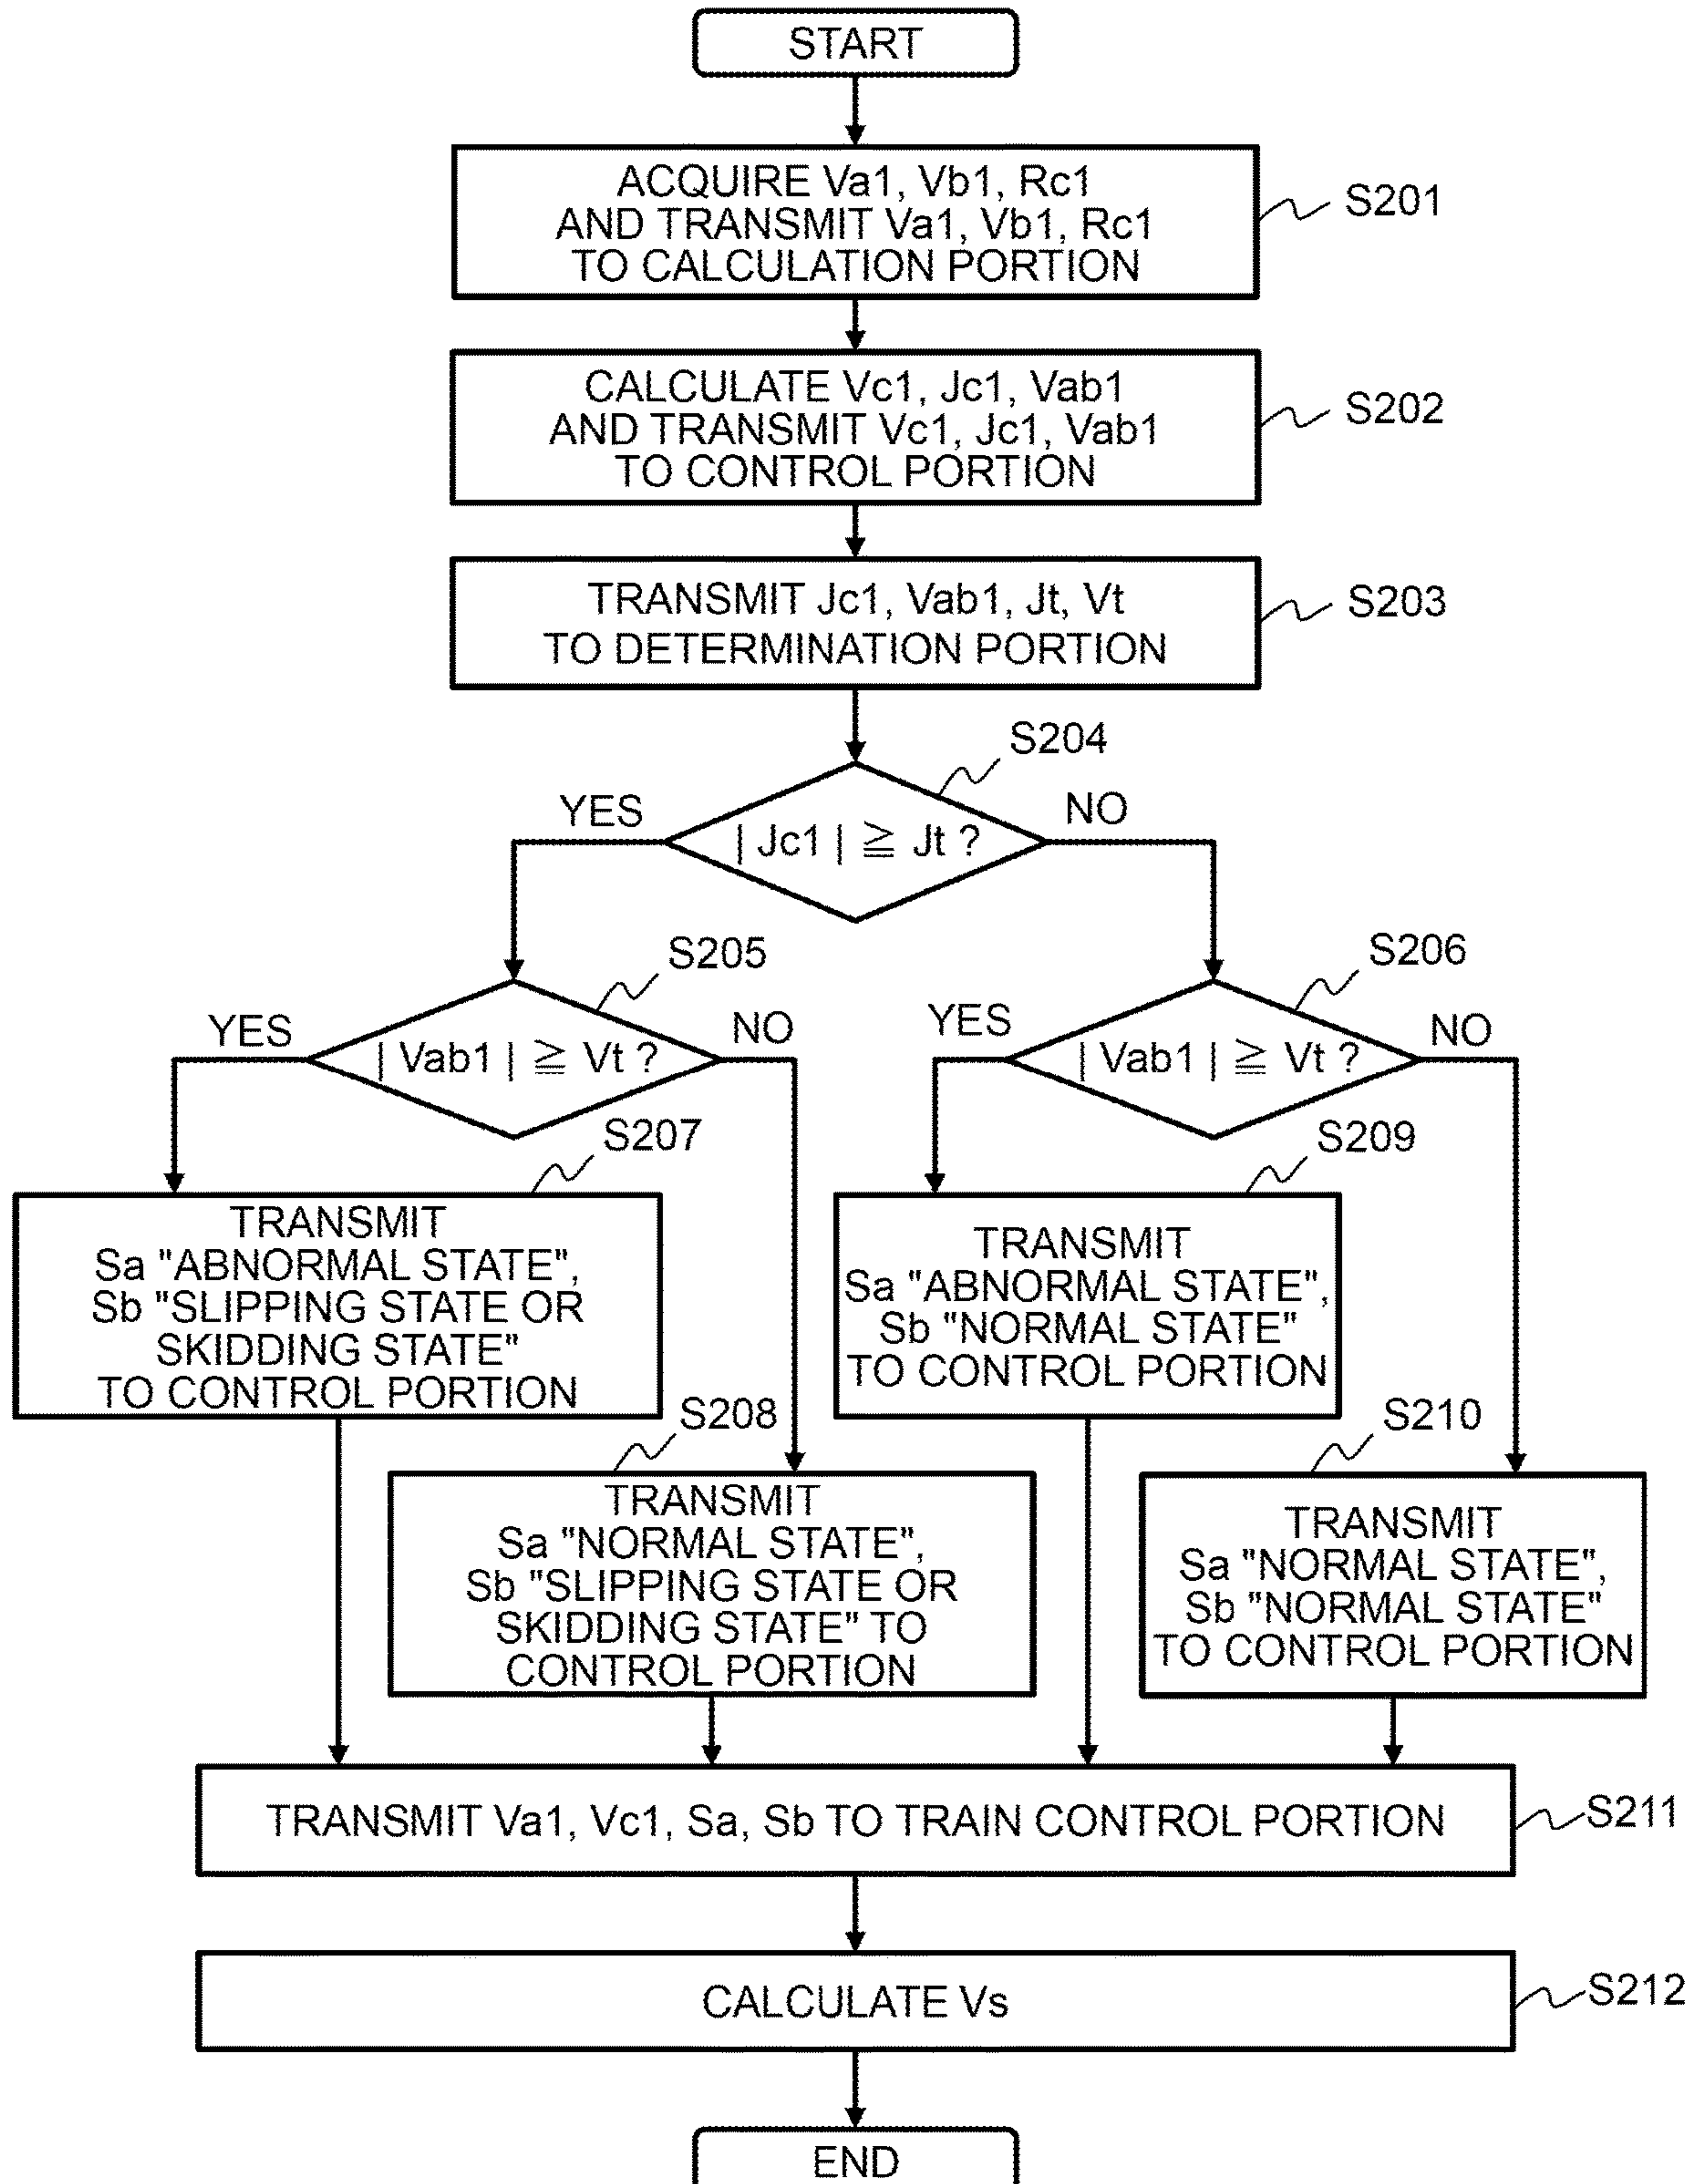 START
ACQUIRE Va1, Vb1, Rc1
AND TRANSMIT Va1, Vb1, Rc1
TO CALCULATION PORTION
S201
CALCULATE Vc1, Jc1, Vab1
AND TRANSMIT Vc1, Jc1, Vab1
TO CONTROL PORTION
S202
TRANSMIT Jc1, Vab1, Jt, Vt
TO DETERMINATION PORTION
S203
S204
YES
| Jc1 | ≧ Jt ?
NO
S205
YES
| Vab1 | ≧ Vt ?
NO
S206
YES
| Vab1 | ≧ Vt ?
NO
S207
TRANSMIT
Sa "ABNORMAL STATE",
Sb "SLIPPING STATE OR
SKIDDING STATE"
TO CONTROL PORTION
S208
TRANSMIT
Sa "NORMAL STATE",
Sb "SLIPPING STATE OR
SKIDDING STATE" TO
CONTROL PORTION
S209
TRANSMIT
Sa "ABNORMAL STATE",
Sb "NORMAL STATE"
TO CONTROL PORTION
S210
TRANSMIT
Sa "NORMAL STATE",
Sb "NORMAL STATE"
TO CONTROL PORTION
TRANSMIT Va1, Vc1, Sa, Sb TO TRAIN CONTROL PORTION
S211
CALCULATE Vs
S212
END